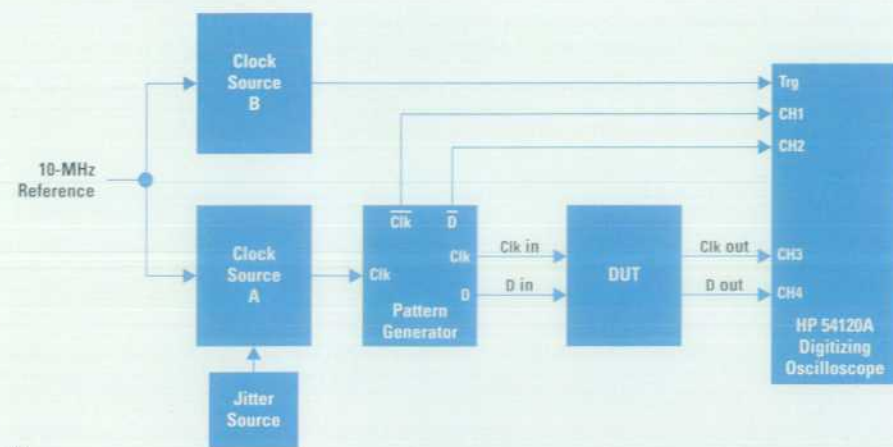 Clock
Source
B
10-MHz
Reference
Clock
Source
A
Jitter
Source
Clk
D
Clk
Clk
D
Pattern
Generator
Clk in
D in
DUT
Clk out
D out
Trg
CH1
CH2
CH3
CH4
HP 54120A
Digitizing
Oscilloscope